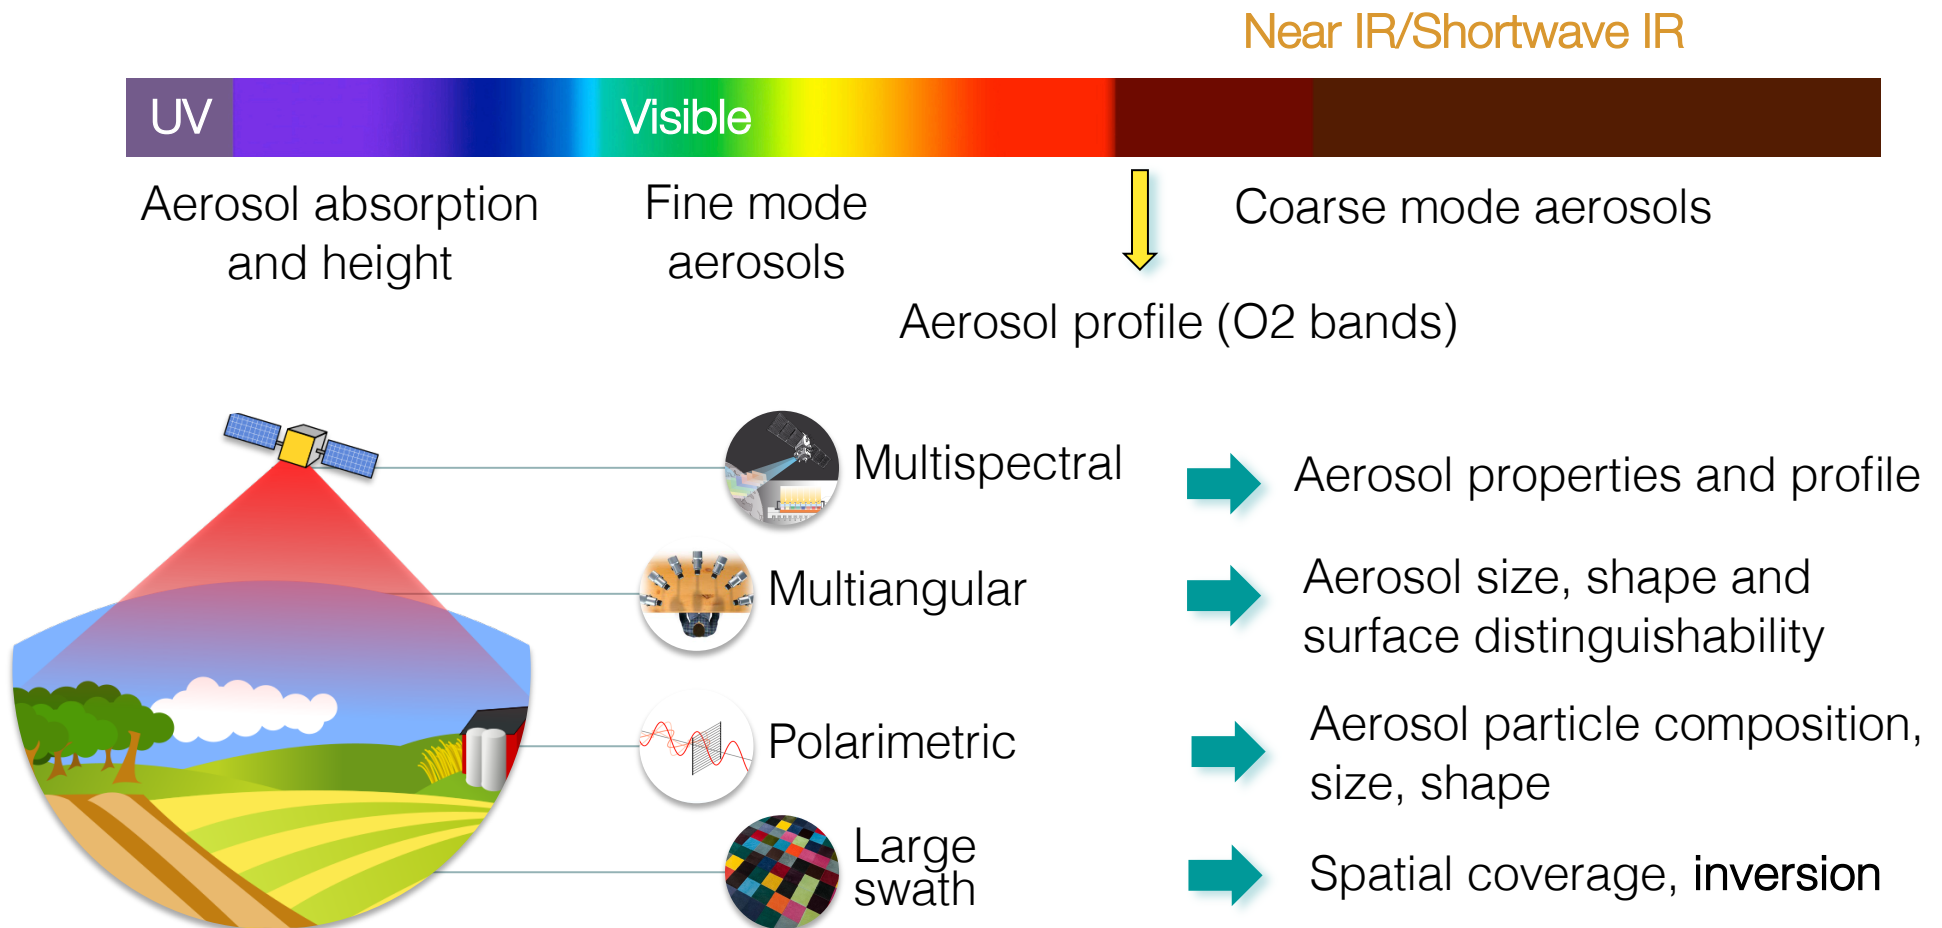 Near IR/Shortwave IR
UV
Visible
Aerosol absorption
and height
Fine mode
aerosols
Coarse mode aerosols
Aerosol profile (O2 bands)
Multispectral
Aerosol properties and profile
Multiangular
Aerosol size, shape and
surface distinguishability
Polarimetric
Aerosol particle composition,
size, shape
Large
swath
Spatial coverage, inversion